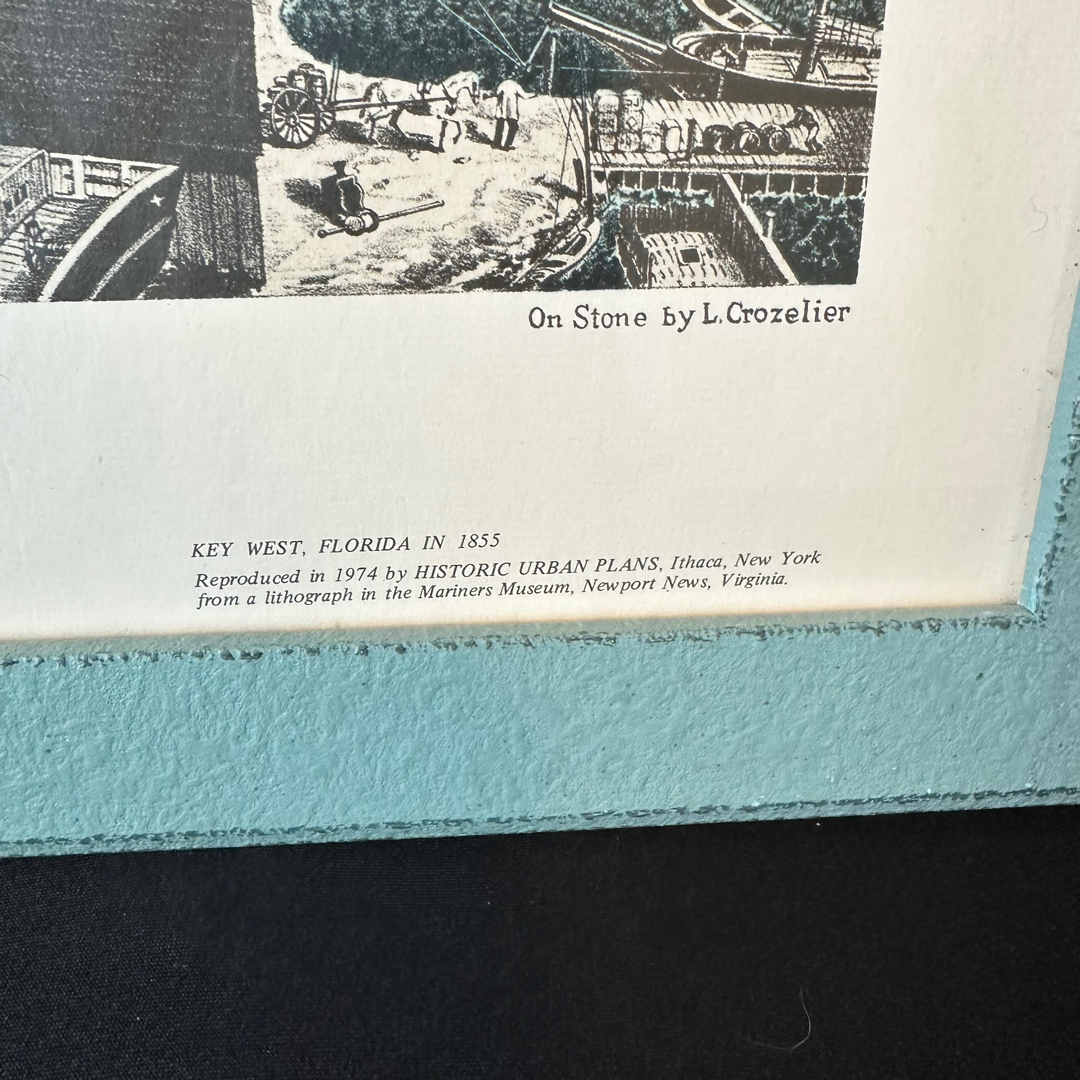 On Stone by L.Crozelier
KEY WEST, FLORIDA IN 1855
Reproduced in 1974 by HISTORIC URBAN PLANS, Ithaca, New York
from a lithograph in the Mariners Museum, Newport News, Virginia.